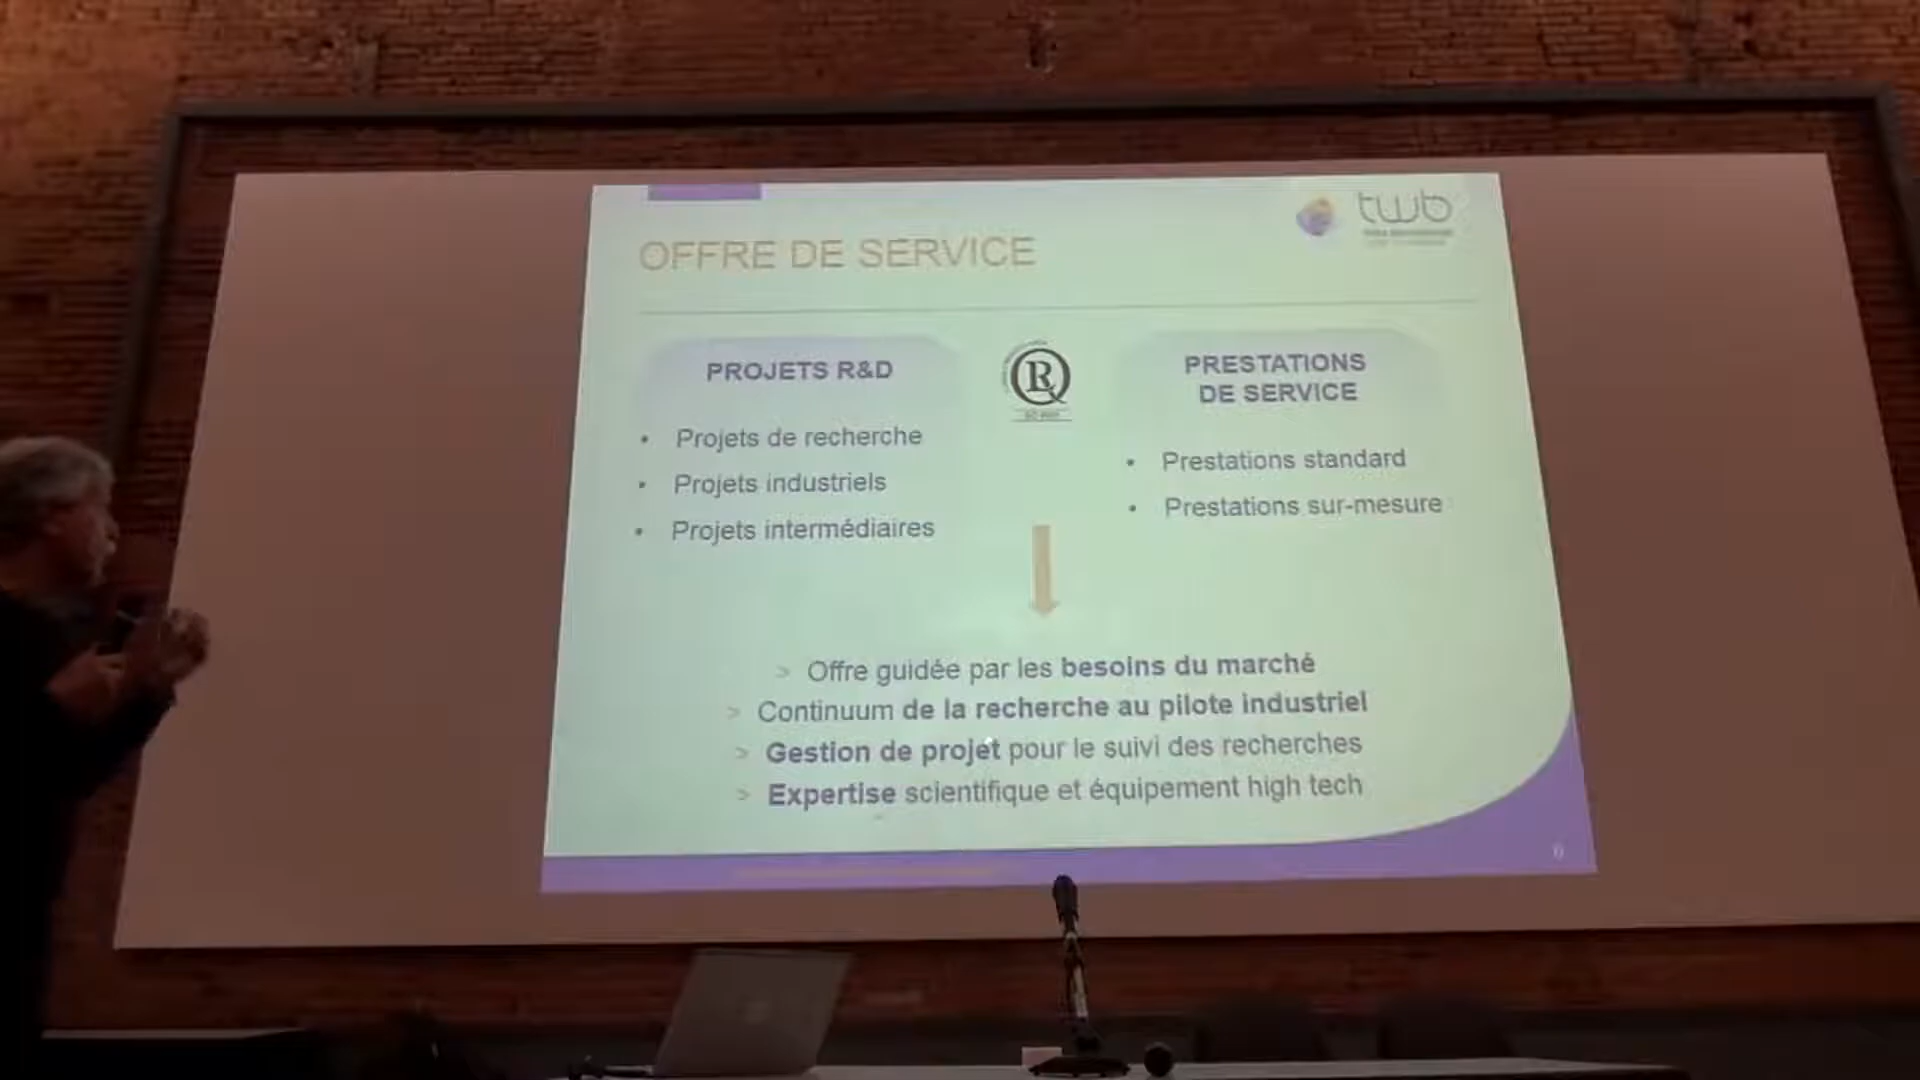 twb
OFFRE DE SERVICE
PROJETS R&D
• Projets de recherche
• Projets industriels
• Projets intermédiaires
PRESTATIONS
DE SERVICE
• Prestations standard
• Prestations sur-mesure
> Offre guidée par les besoins du marché
> Continuum de la recherche au pilote industriel
> Gestion de projet pour le suivi des recherches
> Expertise scientifique et équipement high tech